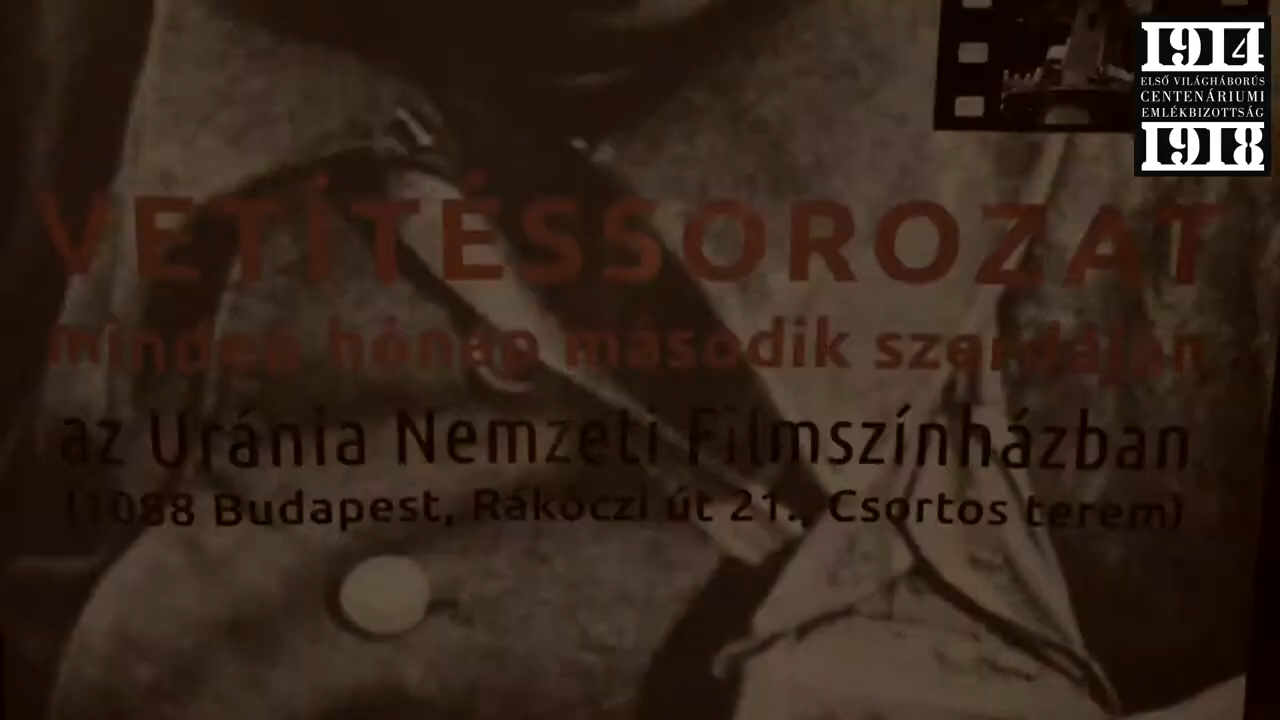 VETÍTÉSSOROZAT
minden hónap második szerdáján
az Uránia Nemzeti Filmszínházban
(1088 Budapest, Rákóczi út 21., Csortos terem)
1914
ELSŐ VILÁGHÁBORÚS
CENTENÁRIUMI
EMLÉKBIZOTTSÁG
1918